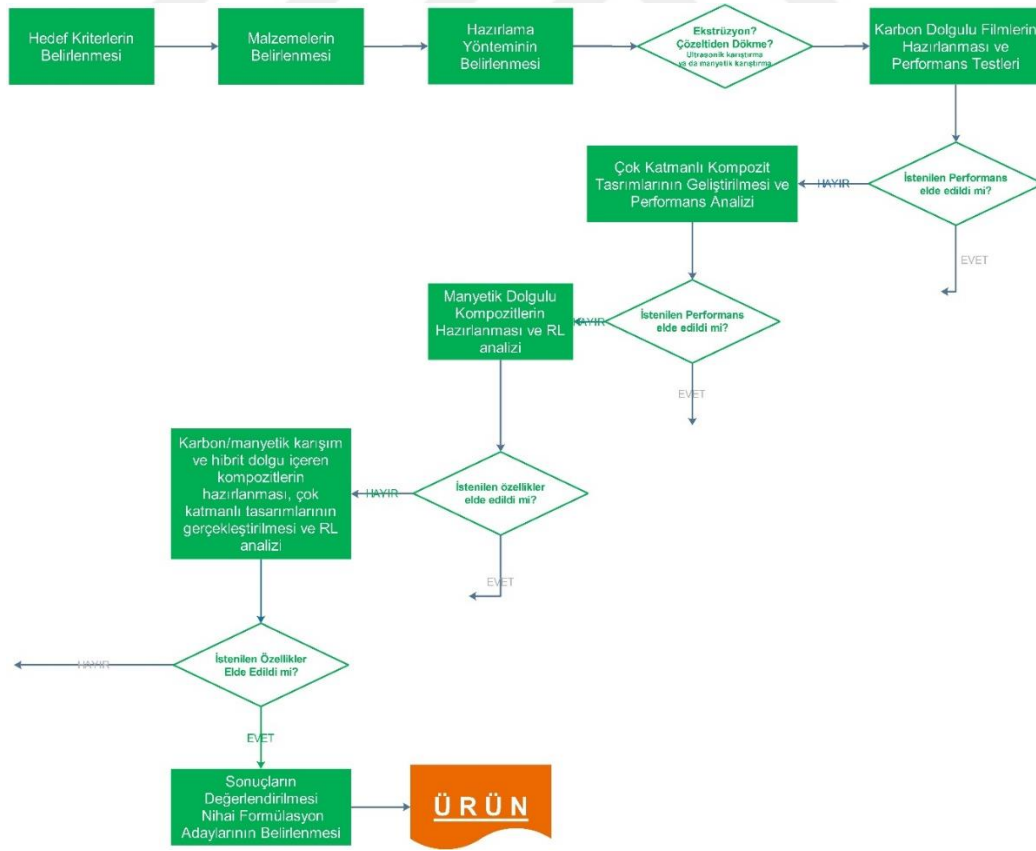 Hedef Kriterlerin
Belirlenmesi
Malzemelerin
Belirlenmesi
Hazırlama
Yönteminin
Belirlenmesi
Ekstrüzyon?
Çözeltiden Dökme?
Ultrasonik karıştırma
ya da manyetik karıştırma
Karbon Dolgulu Filmlerin
Hazırlanması ve
Performans Testleri
İstenilen Performans
elde edildi mi?
HAYIR
EVET
Çok Katmanlı Kompozit
Tasrımlarının Geliştirilmesi ve
Performans Analizi
İstenilen Performans
elde edildi mi?
HAYIR
EVET
Manyetik Dolgulu
Kompozitlerin
Hazırlanması ve RL
analizi
İstenilen özellikler
elde edildi mi?
HAYIR
EVET
Karbon/manyetik karışım
ve hibrit dolgu içeren
kompozitlerin
hazırlanması, çok
katmanlı tasarımlarının
gerçekleştirilmesi ve RL
analizi
İstenilen Özellikler
Elde Edildi mi?
HAYIR
EVET
Sonuçların
Değerlendirilmesi
Nihai Formülasyon
Adaylarının Belirlenmesi
ÜRÜN